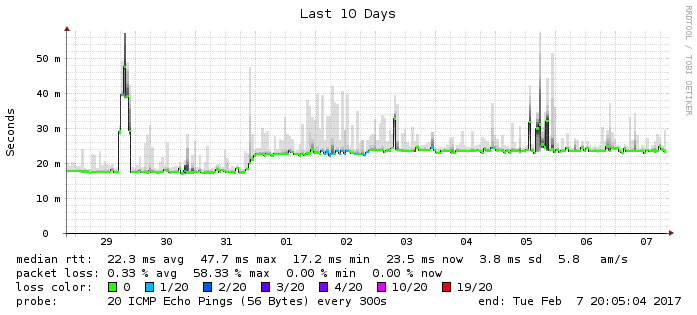 Last 10 Days
RRDTOOL / TOBI OETIKER
Seconds
50 m
40 m
30 m
20 m
10 m
0
29 30 31 01 02 03 04 05 06 07
median rtt: 22.3 ms avg 47.7 ms max 17.2 ms min 23.5 ms now 3.8 ms sd 5.8 am/s
packet loss: 0.33 % avg 58.33 % max 0.00 % min 0.00 % now
loss color: 0 1/20 2/20 3/20 4/20 10/20 19/20
probe: 20 ICMP Echo Pings (56 Bytes) every 300s end: Tue Feb 7 20:05:04 2017